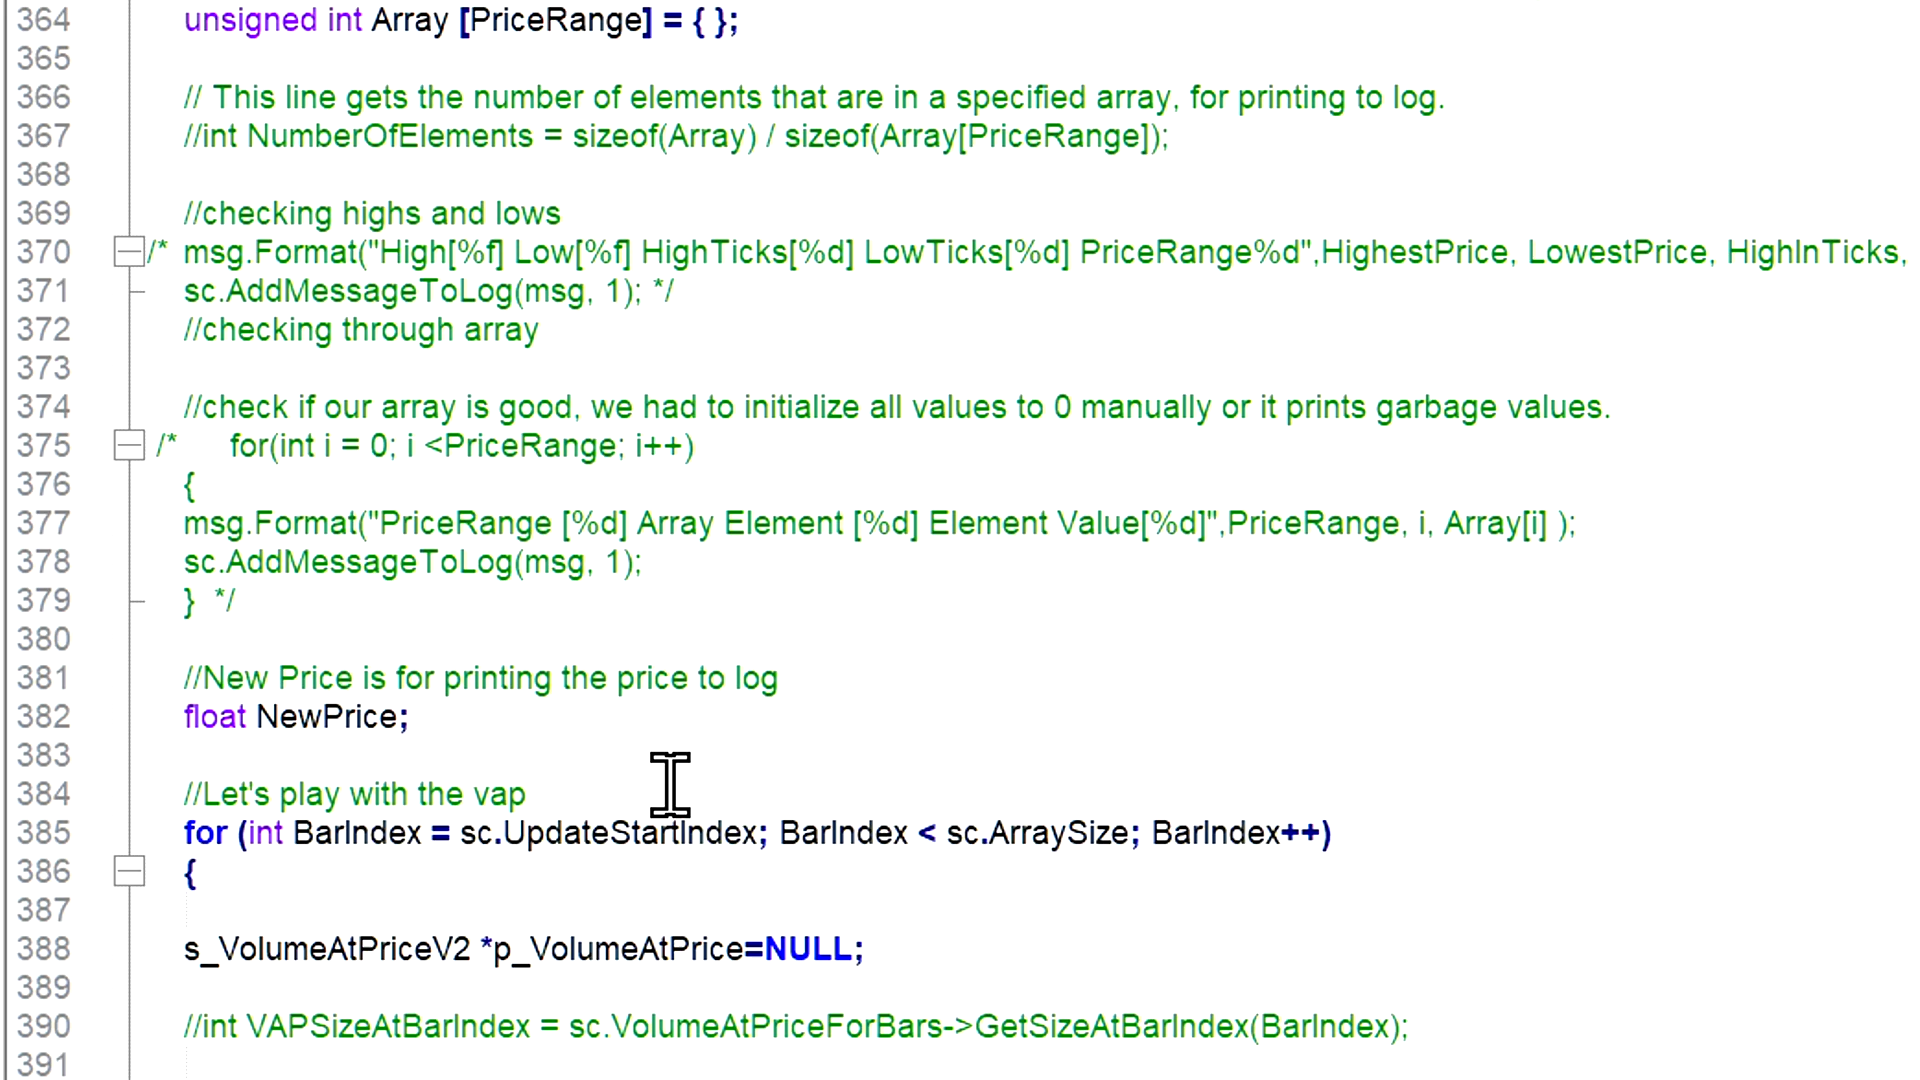 364 unsigned int Array [PriceRange] = { };
365
366 // This line gets the number of elements that are in a specified array, for printing to log.
367 //int NumberOfElements = sizeof(Array) / sizeof(Array[PriceRange]);
368
369 //checking highs and lows
370 /* msg.Format("High[%f] Low[%f] HighTicks[%d] LowTicks[%d] PriceRange%d",HighestPrice, LowestPrice, HighInTicks,
371 sc.AddMessageToLog(msg, 1); */
372 //checking through array
373
374 //check if our array is good, we had to initialize all values to 0 manually or it prints garbage values.
375 /* for(int i = 0; i <PriceRange; i++)
376 {
377 msg.Format("PriceRange [%d] Array Element [%d] Element Value[%d]",PriceRange, i, Array[i] );
378 sc.AddMessageToLog(msg, 1);
379 } */
380
381 //New Price is for printing the price to log
382 float NewPrice;
383
384 //Let's play with the vap
385 for (int BarIndex = sc.UpdateStartIndex; BarIndex < sc.ArraySize; BarIndex++)
386 {
387
388 s_VolumeAtPriceV2 *p_VolumeAtPrice=NULL;
389
390 //int VAPSizeAtBarIndex = sc.VolumeAtPriceForBars->GetSizeAtBarIndex(BarIndex);
391